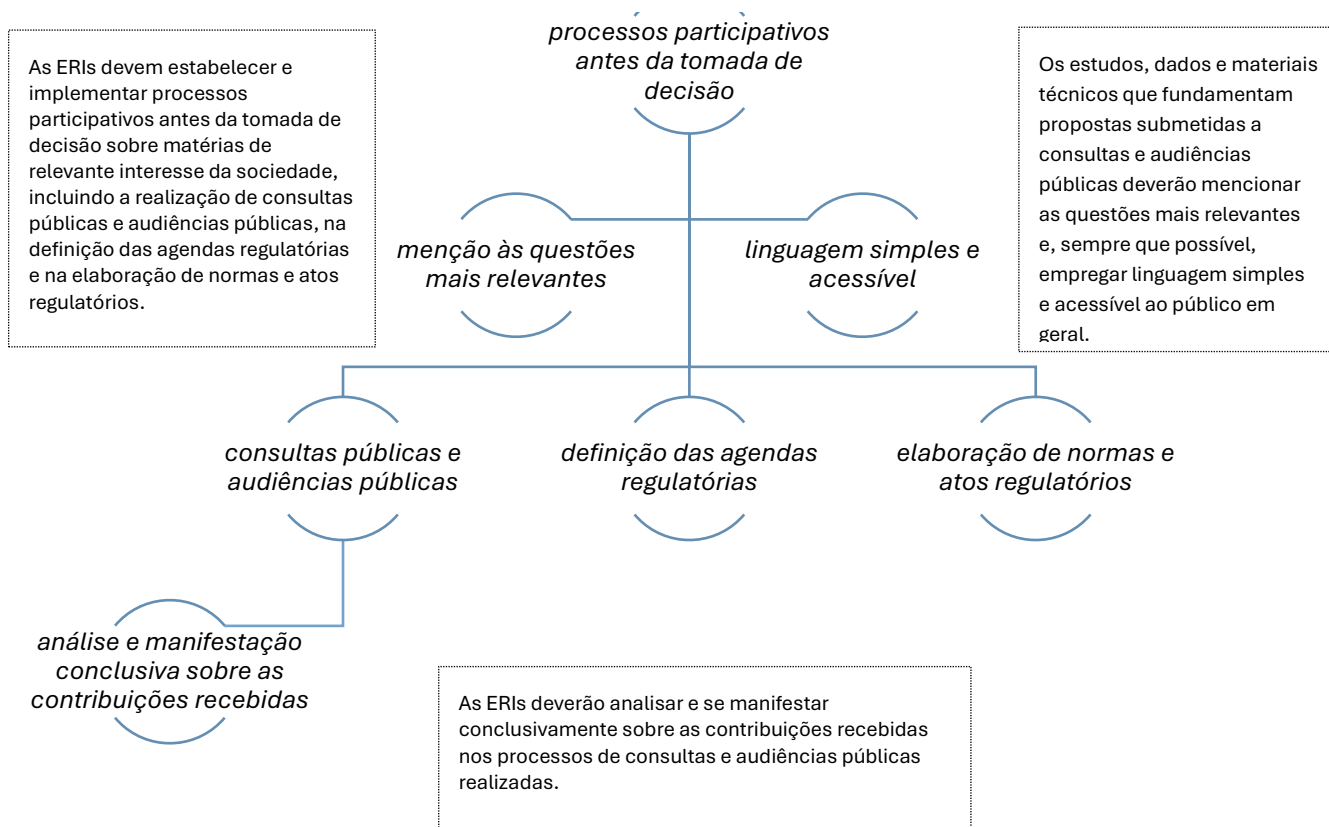 processos participativos
antes da tomada de
decisão
As ERIs devem estabelecer e
implementar processos
participativos antes da tomada de
decisão sobre matérias de
relevante interesse da sociedade,
incluindo a realização de consultas
públicas e audiências públicas, na
definição das agendas regulatórias
e na elaboração de normas e atos
regulatórios.
Os estudos, dados e materiais
técnicos que fundamentam
propostas submetidas a
consultas e audiências
públicas deverão mencionar
as questões mais relevantes
e, sempre que possível,
empregar linguagem simples
e acessível ao público em
geral.
menção às questões
mais relevantes
linguagem simples e
acessível
consultas públicas e
audiências públicas
definição das agendas
regulatórias
elaboração de normas e
atos regulatórios
análise e manifestação
conclusiva sobre as
contribuições recebidas
As ERIs deverão analisar e se manifestar
conclusivamente sobre as contribuições recebidas
nos processos de consultas e audiências públicas
realizadas.